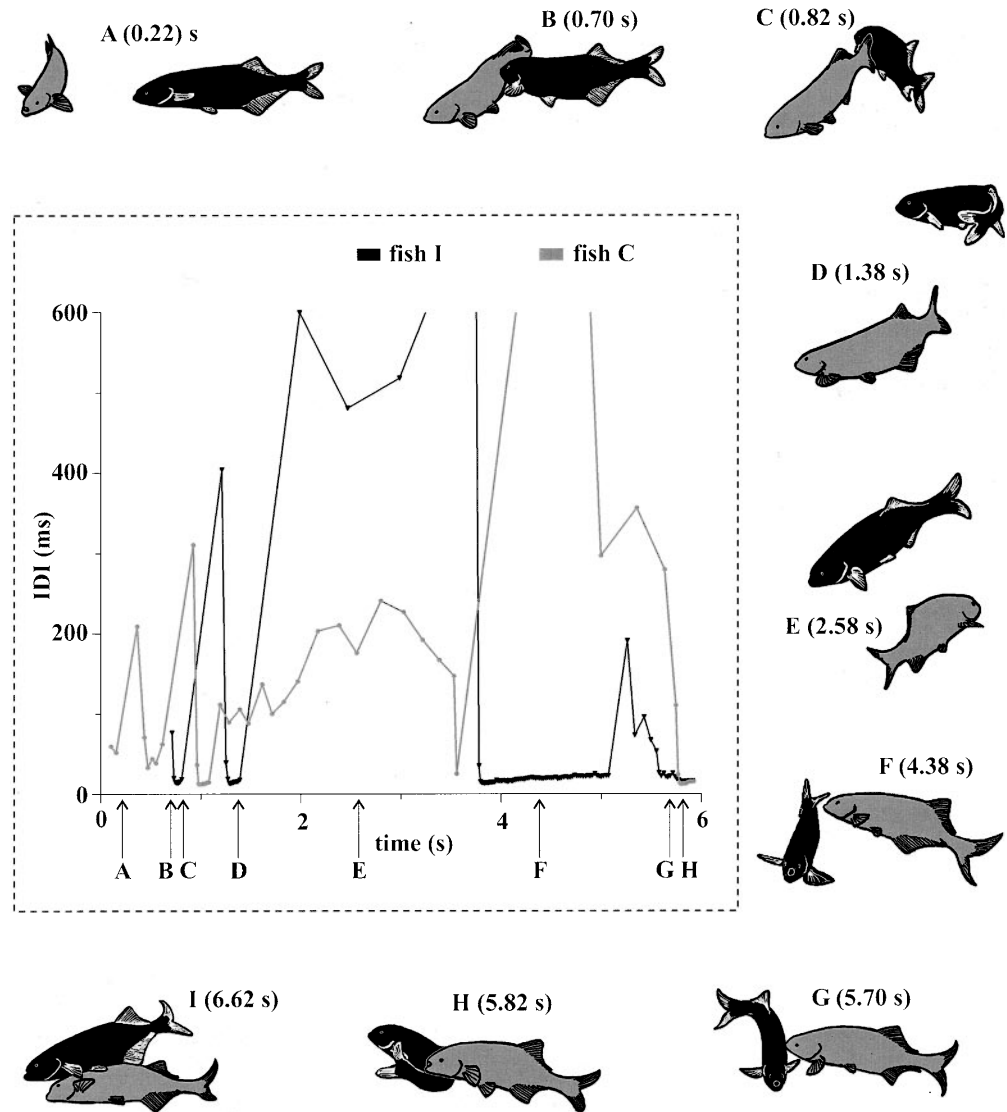 A (0.22) s
B (0.70 s)
C (0.82 s)
D (1.38 s)
E (2.58 s)
F (4.38 s)
G (5.70 s)
H (5.82 s)
I (6.62 s)
fish I
fish C
600
400
200
0
IDI (ms)
0
2
4
6
time (s)
A
B
C
D
E
F
G
H